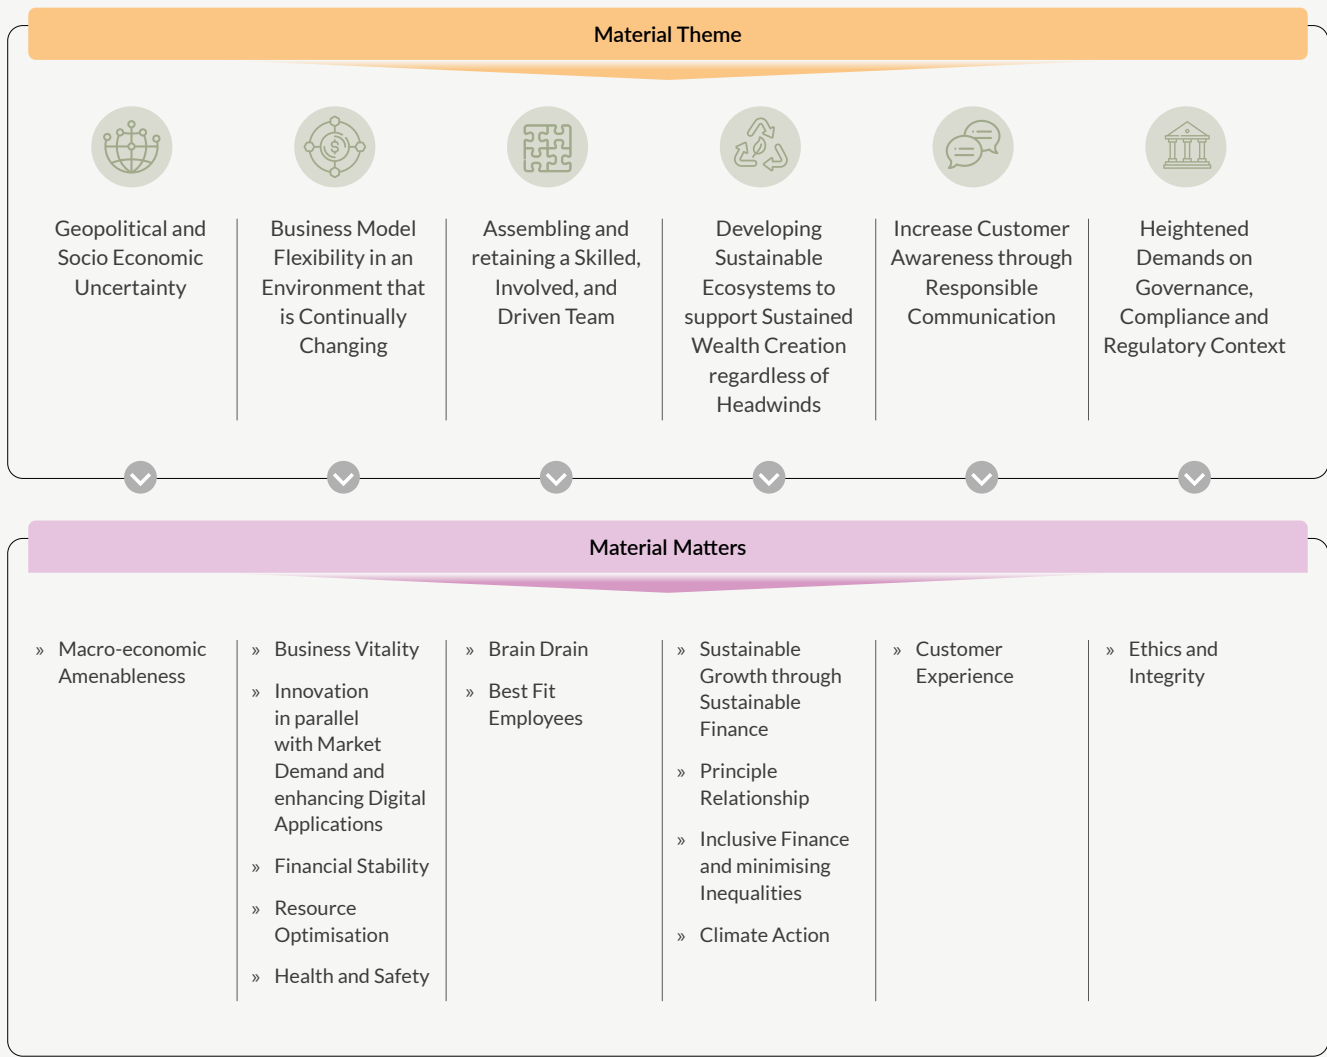 Material Theme
Geopolitical and
Socio Economic
Uncertainty
Business Model
Flexibility in an
Environment that
is Continually
Changing
Assembling and
retaining a Skilled,
Involved, and
Driven Team
Developing
Sustainable
Ecosystems to
support Sustained
Wealth Creation
regardless of
Headwinds
Increase Customer
Awareness through
Responsible
Communication
Heightened
Demands on
Governance,
Compliance and
Regulatory Context
Material Matters
» Macro-economic
Amenableness
» Business Vitality
» Innovation
in parallel
with Market
Demand and
enhancing Digital
Applications
» Financial Stability
» Resource
Optimisation
» Health and Safety
» Brain Drain
» Best Fit
Employees
» Sustainable
Growth through
Sustainable
Finance
» Principle
Relationship
» Inclusive Finance
and minimising
Inequalities
» Climate Action
» Customer
Experience
» Ethics and
Integrity